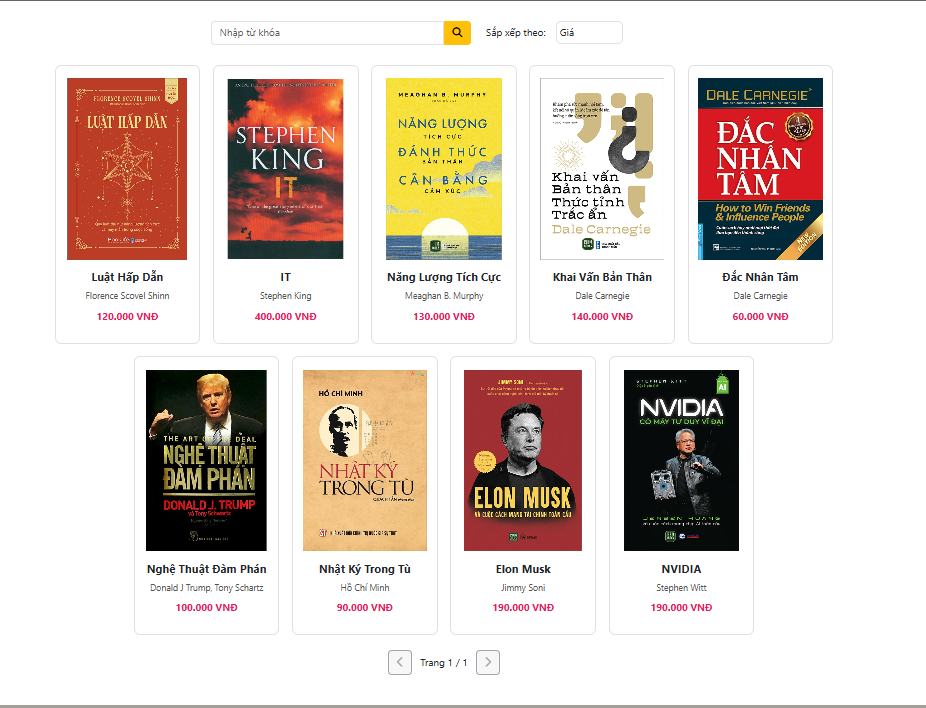 Nhập từ khóa
Sắp xếp theo:
Giá
FLORENCE SCOVEL SHINN
LUẬT HẤP DẪN
Luật Hấp Dẫn
Florence Scovel Shinn
120.000 VNĐ
STEPHEN
KING
IT
IT
Stephen King
400.000 VNĐ
MEAGHAN B. MURPHY
NĂNG LƯỢNG
TÍCH CỰC
ĐÁNH THỨC
BẢN THÂN
CÂN BẰNG
CẢM XÚC
Năng Lượng Tích Cực
Meaghan B. Murphy
130.000 VNĐ
Khai vấn
Bản thân
Thức tỉnh
Trắc ẩn
Dale Carnegie
Khai Vấn Bản Thân
Dale Carnegie
140.000 VNĐ
DALE CARNEGIE
ĐẮC
NHÂN
TÂM
How to Win Friends
& Influence People
NEW
EDITION
Đắc Nhân Tâm
Dale Carnegie
60.000 VNĐ
THE ART OF THE DEAL
NGHỆ THUẬT
ĐÀM PHÁN
DONALD J. TRUMP
và Tony Schwartz
Nghệ Thuật Đàm Phán
Donald J Trump, Tony Schartz
100.000 VNĐ
HỒ CHÍ MINH
NHẬT KÝ
TRONG TÙ
Nhật Ký Trong Tù
Hồ Chí Minh
90.000 VNĐ
JIMMY SONI
ELON MUSK
VÀ CUỘC CÁCH MẠNG TÀI CHÍNH TOÀN CẦU
Elon Musk
Jimmy Soni
190.000 VNĐ
STEPHEN WITT
AI
NVIDIA
CỖ MÁY TƯ DUY VĨ ĐẠI
JENSEN HUANG
NVIDIA
Stephen Witt
190.000 VNĐ
Trang 1 / 1